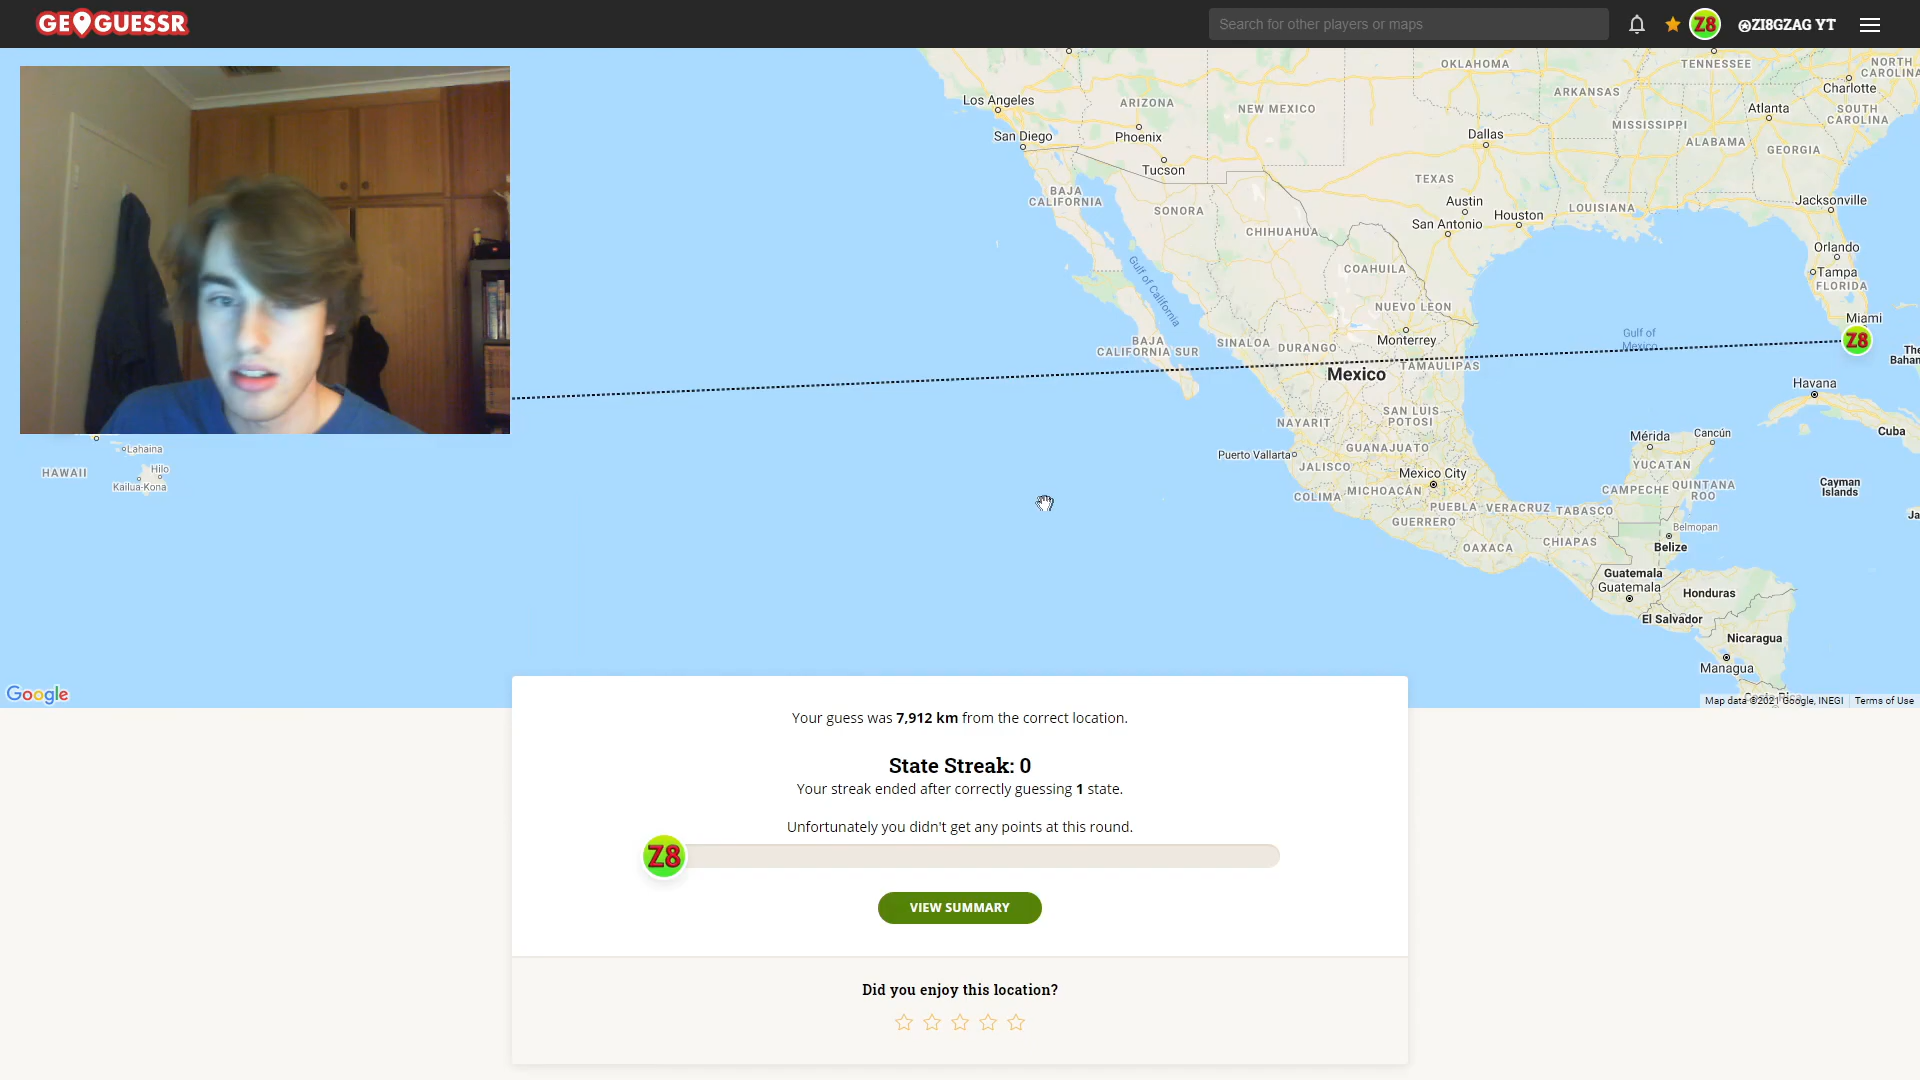 GEOGUESSR
Search for other players or maps
Z8
@ZI8GZAG YT
OKLAHOMA
TENNESSEE
NORTH
CAROLINA
Charlotte
Los Angeles
ARIZONA
NEW MEXICO
ARKANSAS
Atlanta
SOUTH
CAROLINA
San Diego
Phoenix
Dallas
MISSISSIPPI
ALABAMA
GEORGIA
Tucson
TEXAS
BAJA
CALIFORNIA
SONORA
Austin
San Antonio
Houston
LOUISIANA
Jacksonville
CHIHUAHUA
Orlando
Tampa
FLORIDA
Gulf of California
COAHUILA
NUEVO LEON
Miami
Z8
Gulf of
Mexico
Monterrey
SINALOA
DURANGO
BAJA
CALIFORNIA SUR
The
Bahan
Mexico
TAMAULIPAS
Havana
SAN LUIS
POTOSI
NAYARIT
Cuba
Mérida
Cancún
Lahaina
HAWAII
Hilo
Kailua-Kona
Puerto Vallarta
GUANAJUATO
JALISCO
YUCATAN
Mexico City
COLIMA
MICHOACÁN
CAMPECHE
QUINTANA
ROO
Cayman
Islands
PUEBLA
VERACRUZ
TABASCO
GUERRERO
Ja
Belmopan
OAXACA
CHIAPAS
Belize
Guatemala
Guatemala
Honduras
El Salvador
Nicaragua
Managua
Costa Rica
Google
Map data ©2021 Google, INEGI
Terms of Use
Your guess was 7,912 km from the correct location.
State Streak: 0
Your streak ended after correctly guessing 1 state.
Unfortunately you didn't get any points at this round.
Z8
VIEW SUMMARY
Did you enjoy this location?